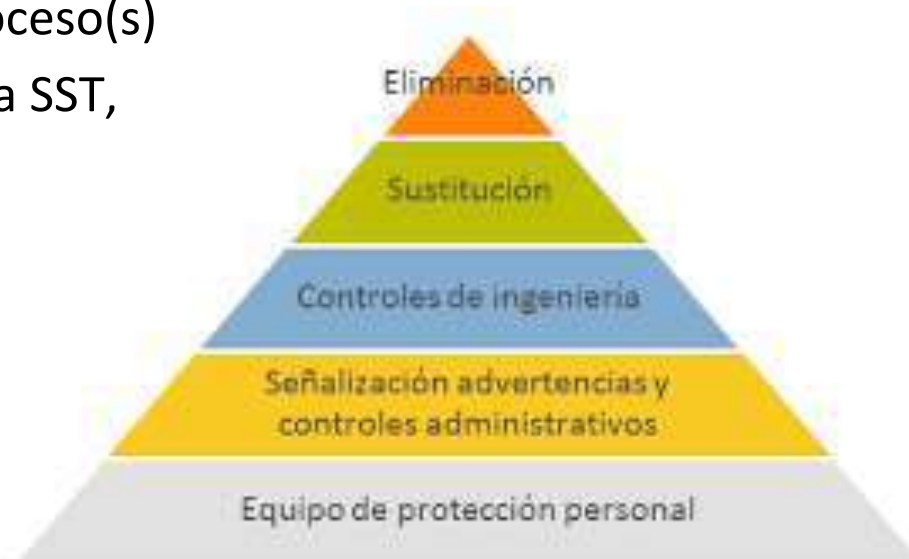 oceso(s)
a SST,
Eliminación
Sustitución
Controles de ingeniería
Señalización advertencias y
controles administrativos
Equipo de protección personal